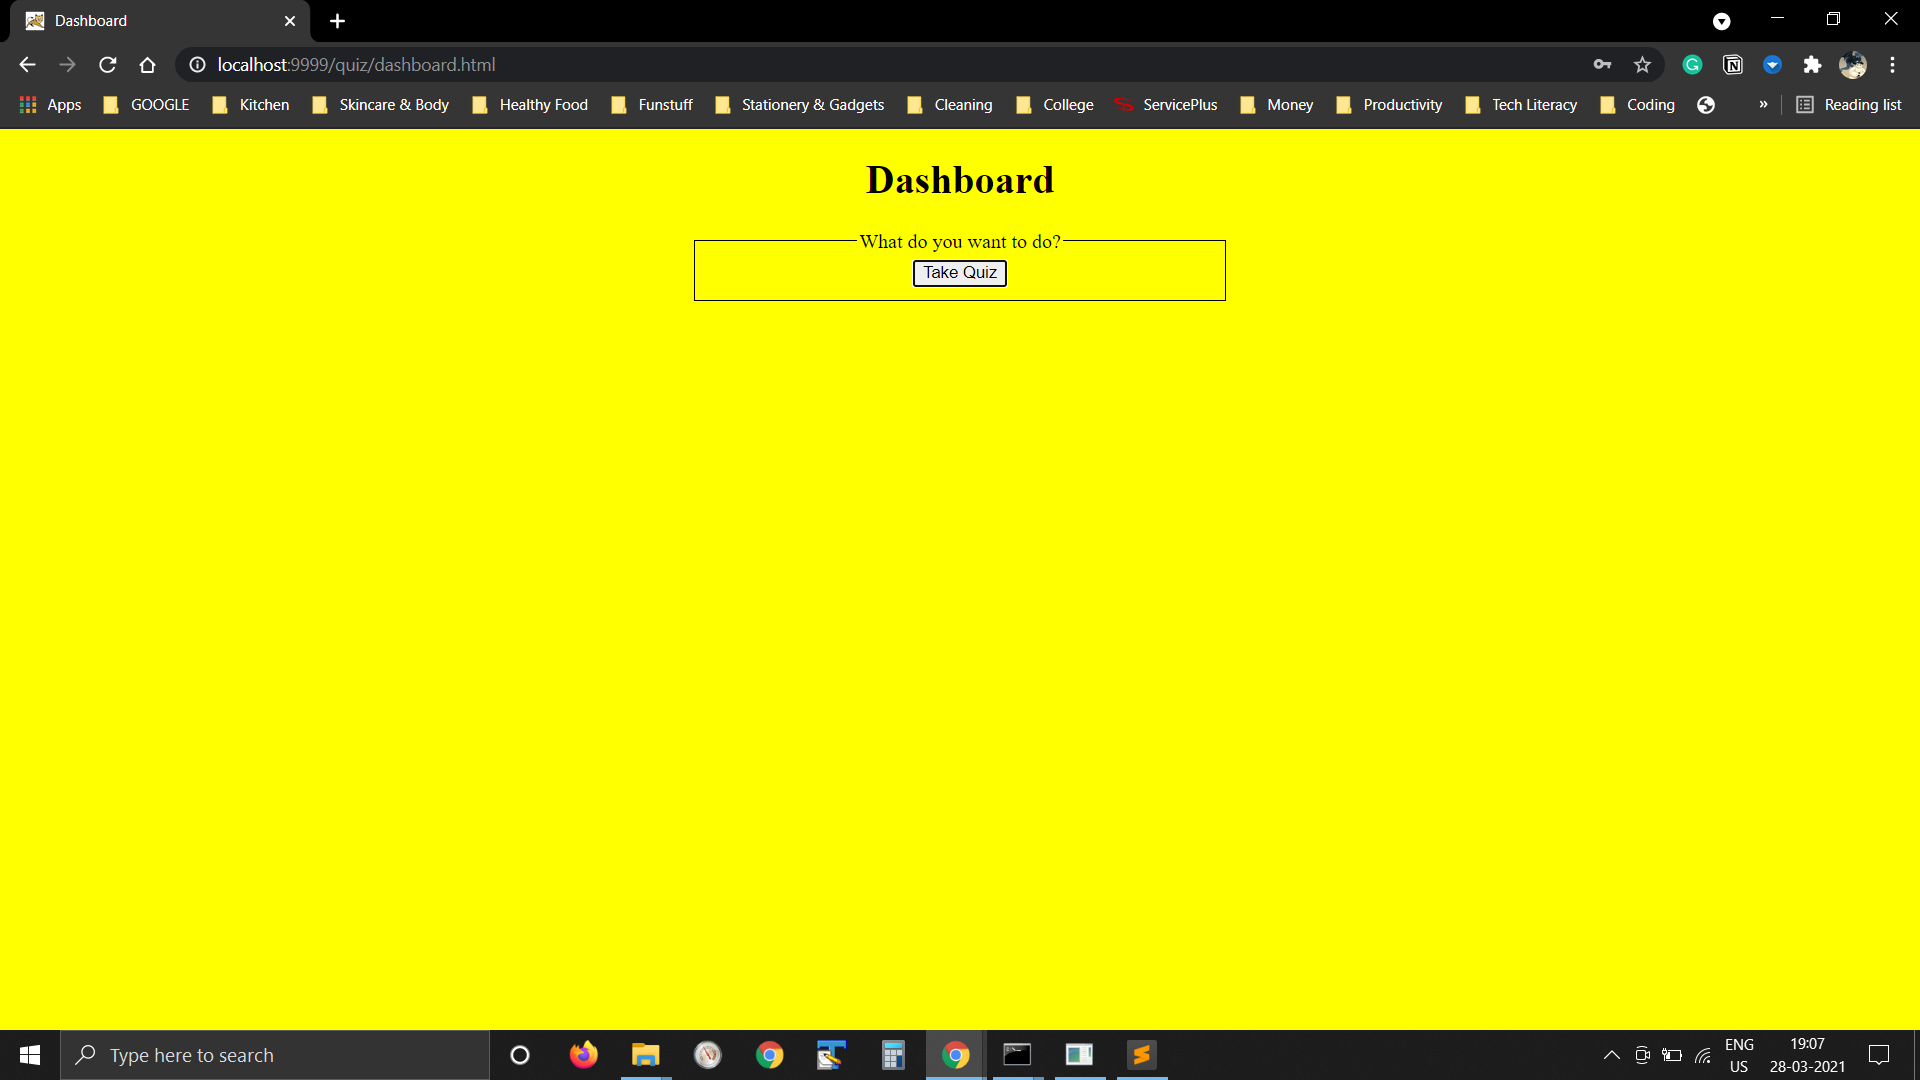 Dashboard
localhost:9999/quiz/dashboard.html
Apps GOOGLE Kitchen Skincare & Body Healthy Food Funstuff Stationery & Gadgets Cleaning College ServicePlus Money Productivity Tech Literacy Coding » Reading list
Dashboard
What do you want to do?
Take Quiz
Type here to search
ENG
US
19:07
28-03-2021